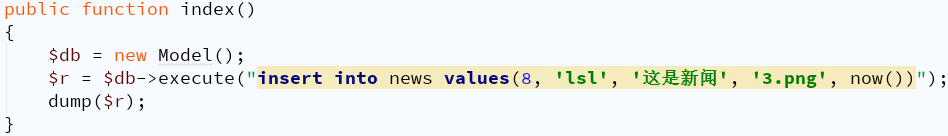 public function index()
{
    $db = new Model();
    $r = $db->execute("insert into news values(8, 'lsl', '这是新闻', '3.png', now())");
    dump($r);
}